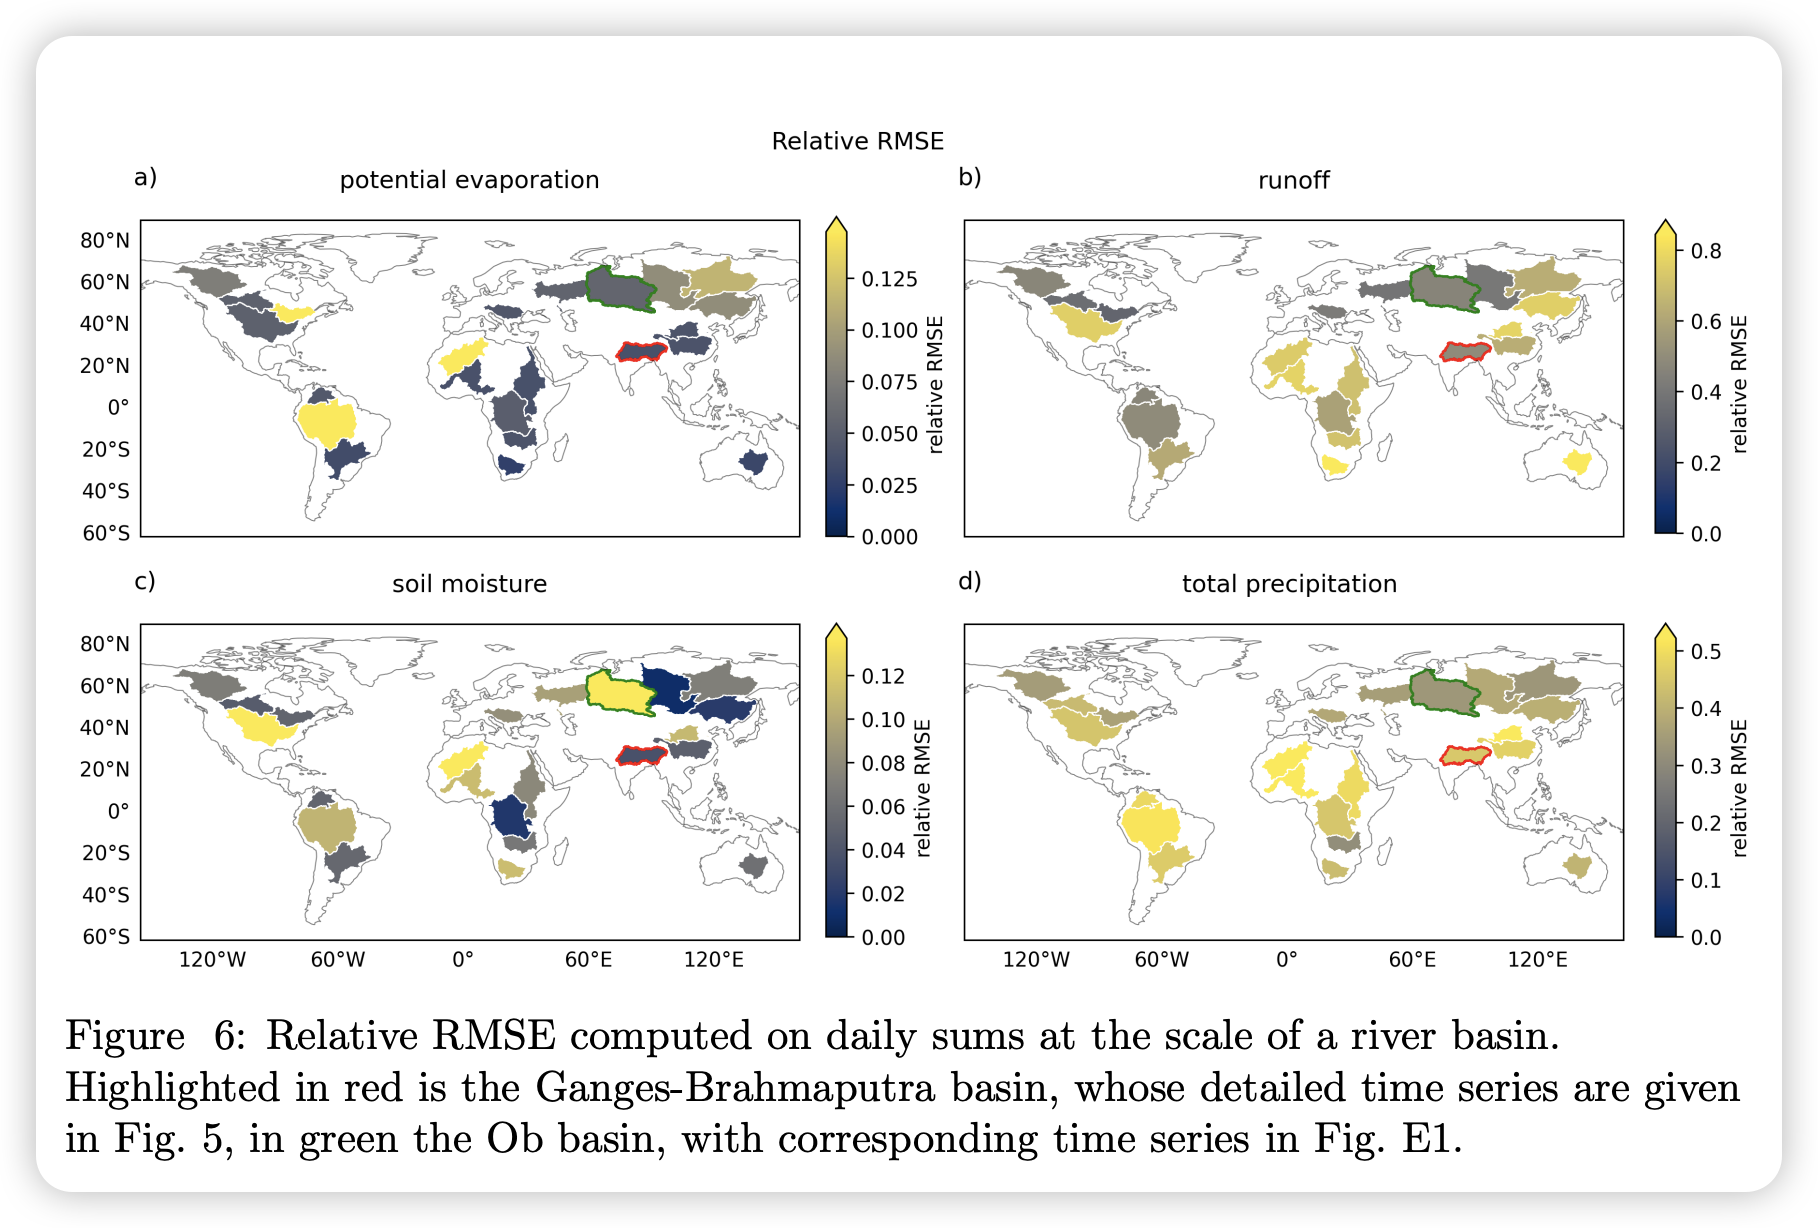 Relative RMSE
a)
potential evaporation
80°N
60°N
40°N
20°N
0°
20°S
40°S
60°S
0.125
0.100
0.075
0.050
0.025
0.000
relative RMSE
b)
runoff
0.8
0.6
0.4
0.2
0.0
relative RMSE
c)
soil moisture
80°N
60°N
40°N
20°N
0°
20°S
40°S
60°S
120°W 60°W 0° 60°E 120°E
0.12
0.10
0.08
0.06
0.04
0.02
0.00
relative RMSE
d)
total precipitation
120°W 60°W 0° 60°E 120°E
0.5
0.4
0.3
0.2
0.1
0.0
relative RMSE
Figure 6: Relative RMSE computed on daily sums at the scale of a river basin.
Highlighted in red is the Ganges-Brahmaputra basin, whose detailed time series are given
in Fig. 5, in green the Ob basin, with corresponding time series in Fig. E1.